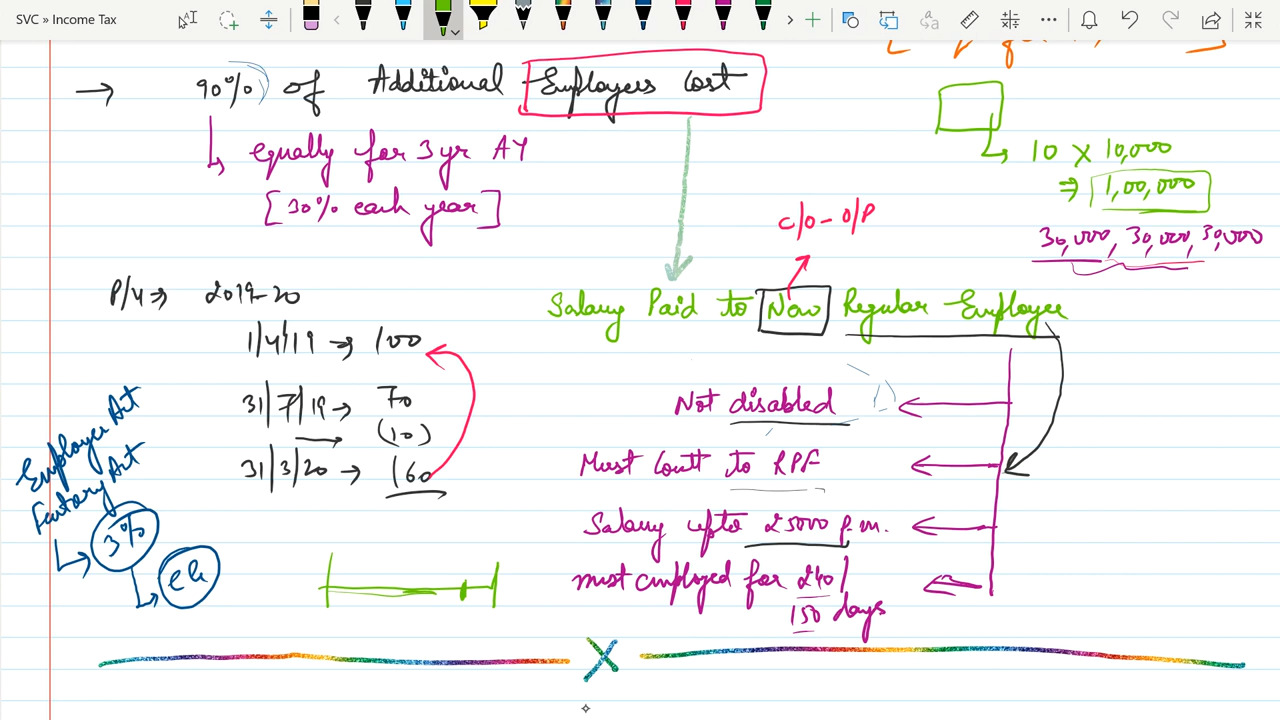 SVC » Income Tax
→ 90% of Additional Employees Cost
↳ equally for 3 yr AY
[30% each year]
10 × 10,000
⇒ 1,00,000
30,000, 30,000, 30,000
C/O - O/P
P/Y ⇒ 2019-20
Salary Paid to New Regular Employee
1/4/19 → 100
31/7/19 → 70
(10)
31/3/20 → 160
Not disabled
Must Contt to RPF
Salary upto 25000 p.m.
must employed for 240/
150 days
Employer Act
Factory Act
3%